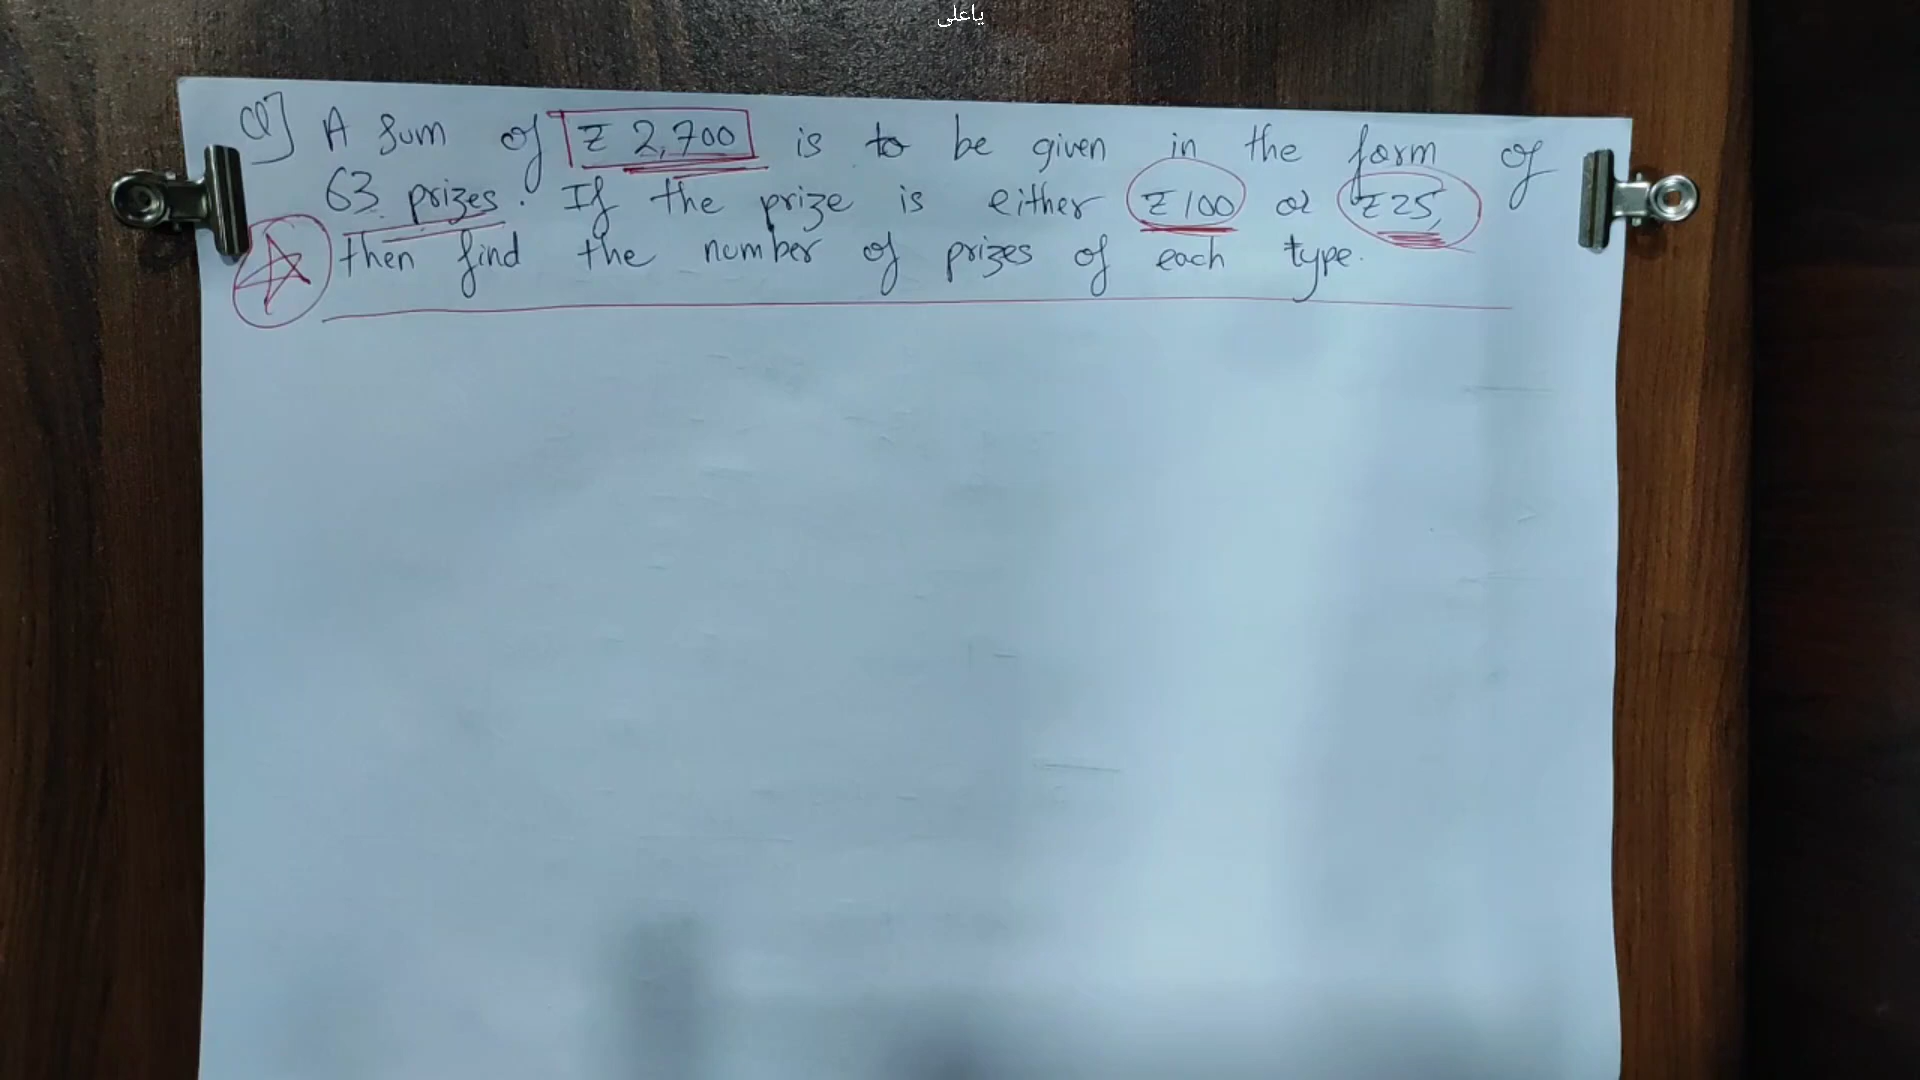 ياعلى
Q] A sum of ₹ 2,700 is to be given in the form of
63 prizes. If the prize is either ₹100 or ₹25,
then find the number of prizes of each type.